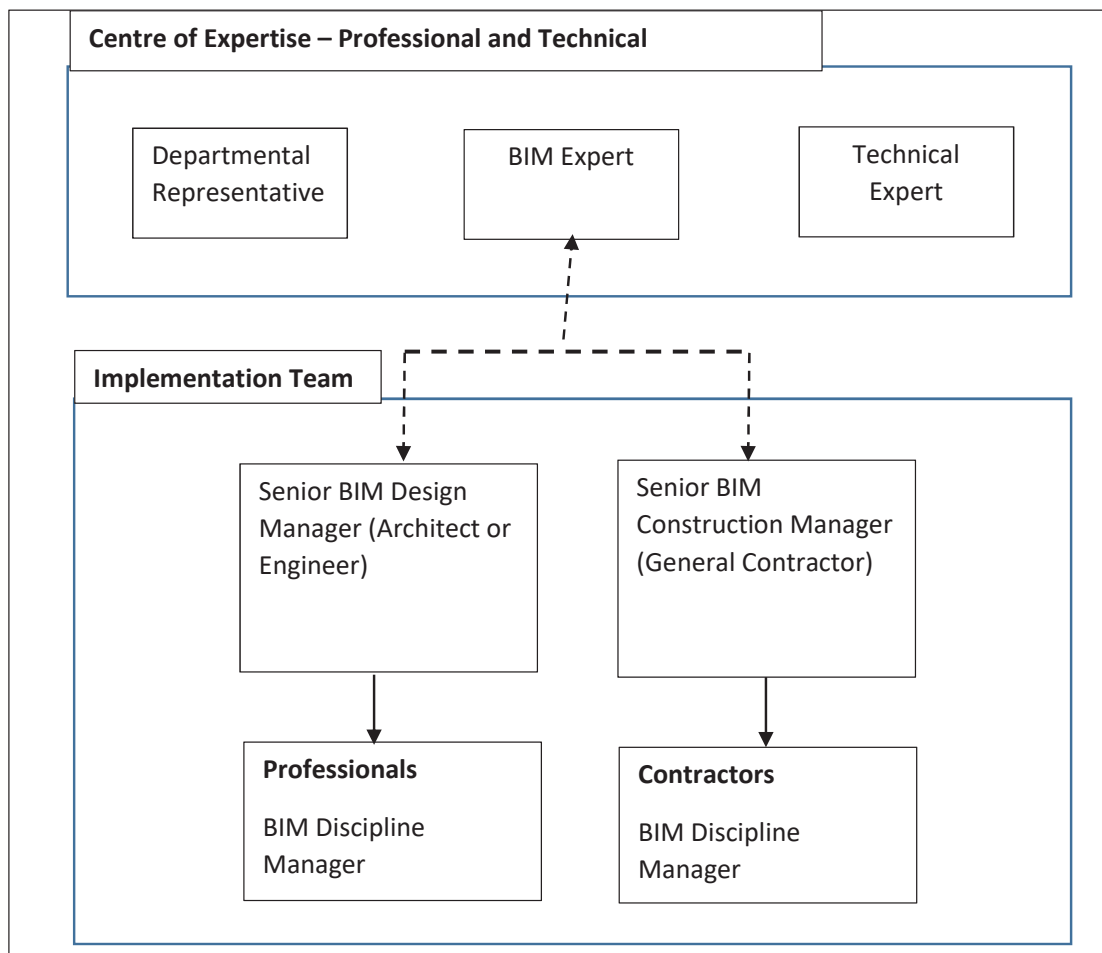 Centre of Expertise – Professional and Technical
Departmental
Representative
BIM Expert
Technical
Expert
Implementation Team
Senior BIM Design
Manager (Architect or
Engineer)
Senior BIM
Construction Manager
(General Contractor)
Professionals
BIM Discipline
Manager
Contractors
BIM Discipline
Manager